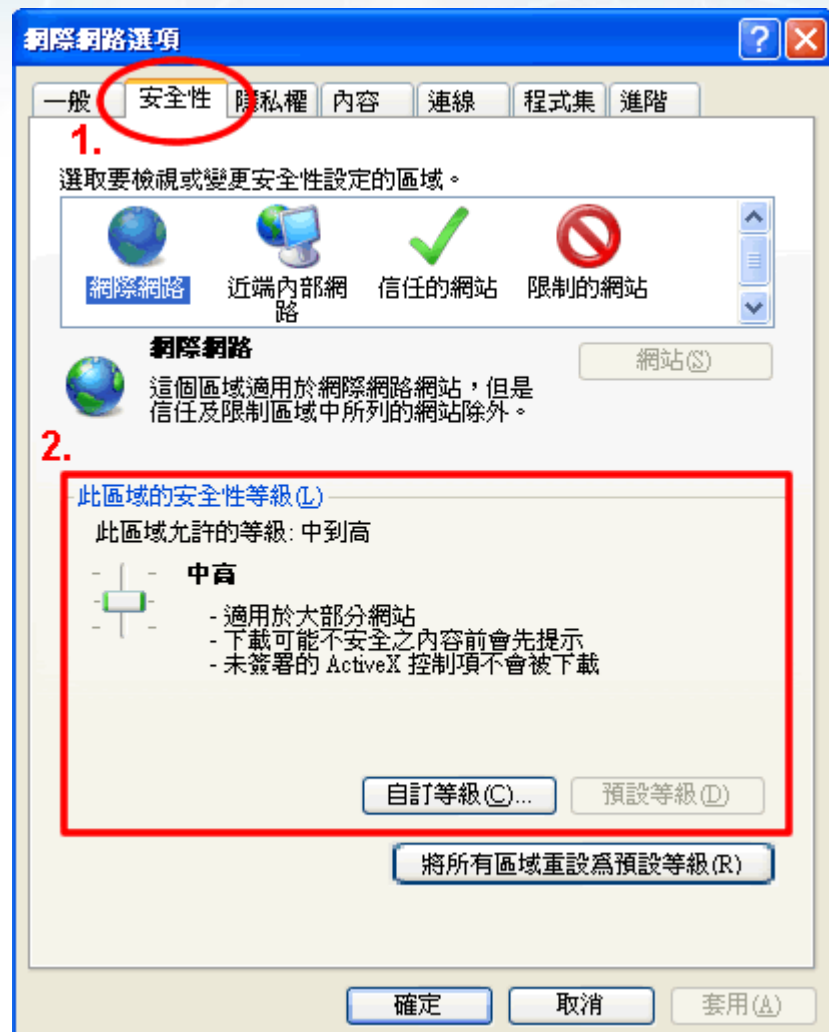 網際網路選項
一般 安全性 隱私權 內容 連線 程式集 進階
1.
選取要檢視或變更安全性設定的區域。
網際網路 近端內部網路 信任的網站 限制的網站
網際網路
網站(S)
這個區域適用於網際網路網站，但是
信任及限制區域中所列的網站除外。
2.
此區域的安全性等級(L)
此區域允許的等級: 中到高
中高
- 適用於大部分網站
- 下載可能不安全之內容前會先提示
- 未簽署的 ActiveX 控制項不會被下載
自訂等級(C)... 預設等級(D)
將所有區域重設為預設等級(R)
確定 取消 套用(A)